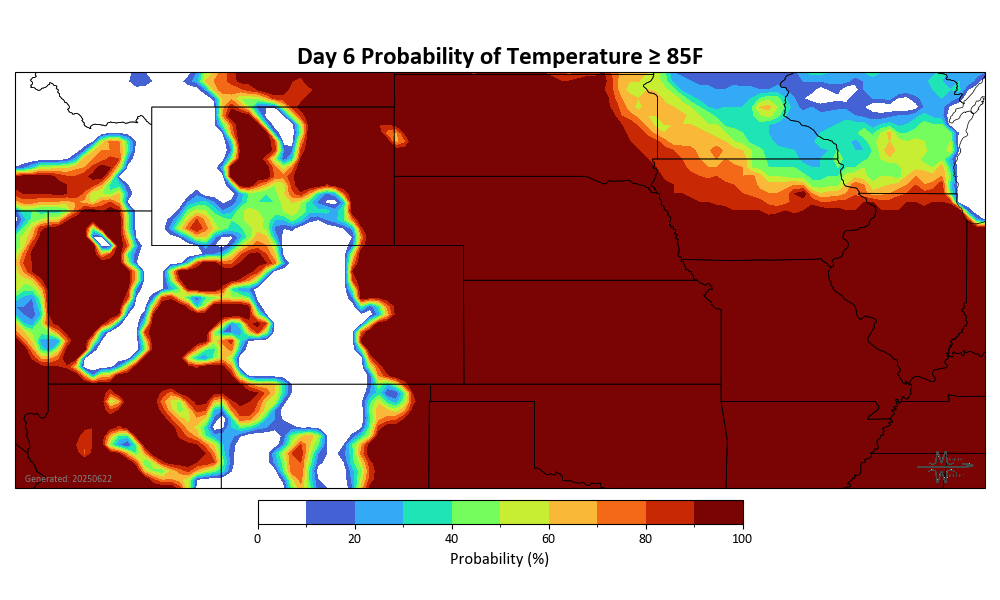 Day 6 Probability of Temperature ≥ 85F
Generated: 20250622
0 20 40 60 80 100
Probability (%)